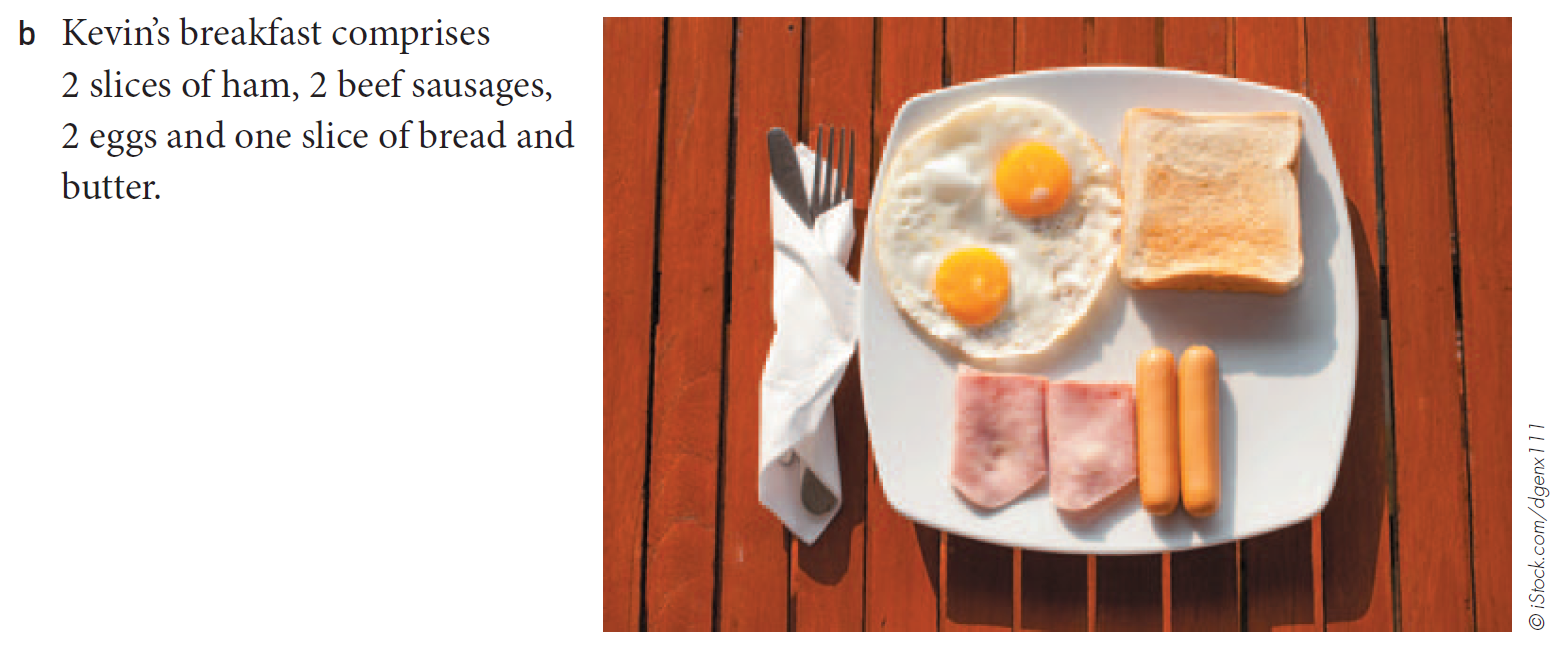 b Kevin’s breakfast comprises
2 slices of ham, 2 beef sausages,
2 eggs and one slice of bread and
butter.
© iStock.com/dgenx111